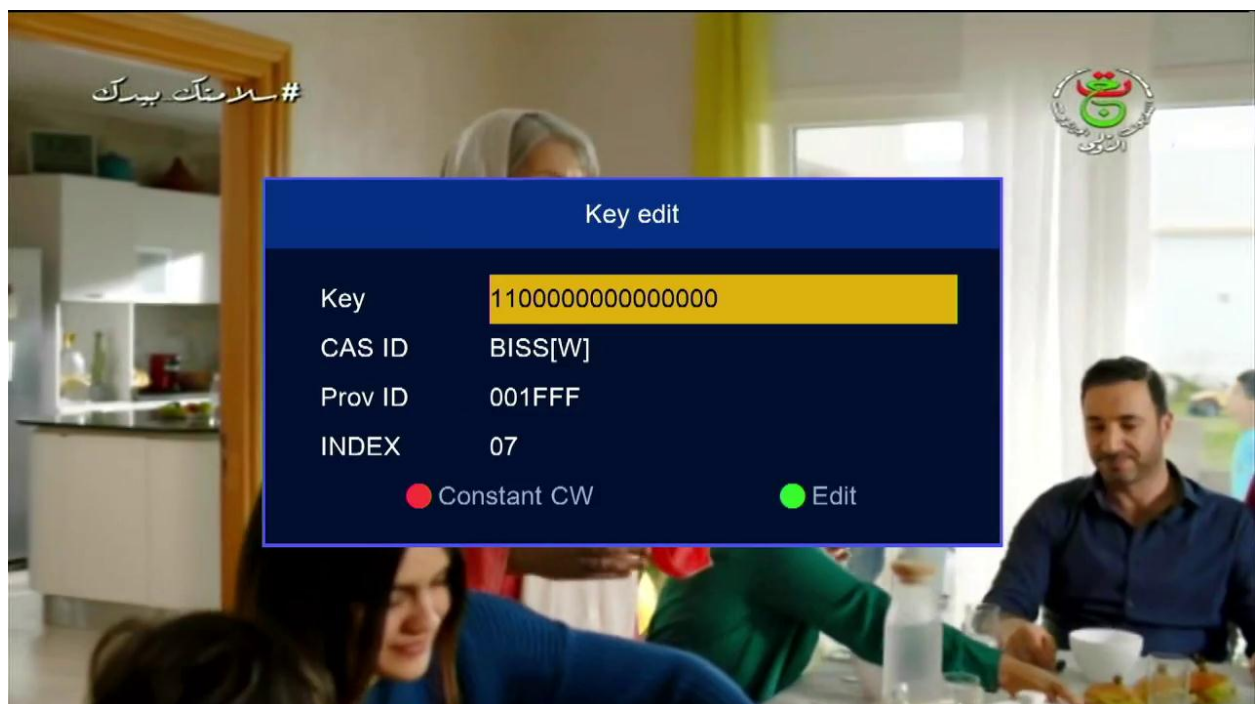 #سلامتك بيدك
Key edit
Key 1100000000000000
CAS ID BISS[W]
Prov ID 001FFF
INDEX 07
Constant CW Edit